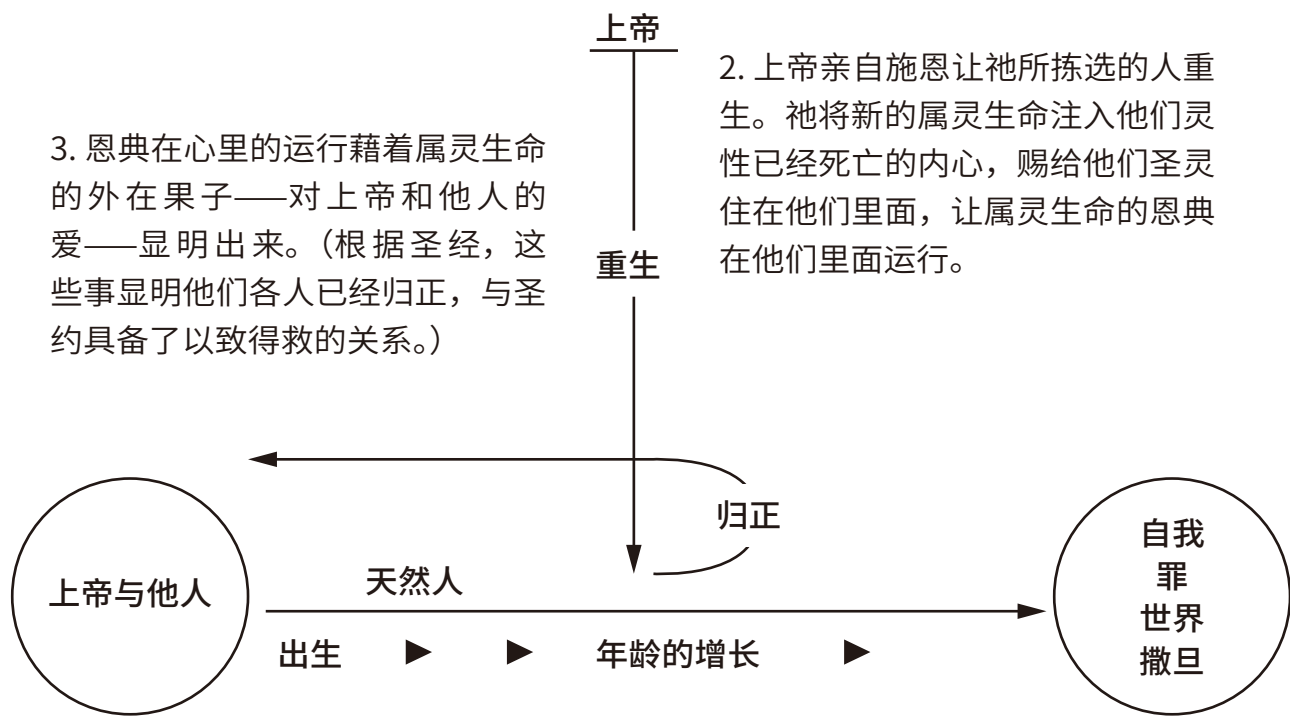 上帝
2. 上帝亲自施恩让祂所拣选的人重
生。祂将新的属灵生命注入他们灵
性已经死亡的内心，赐给他们圣灵
住在他们里面，让属灵生命的恩典
在他们里面运行。
3. 恩典在心里的运行藉着属灵生命
的外在果子——对上帝和他人的
爱——显明出来。（根据圣经，这
些事显明他们各人已经归正，与圣
约具备了以致得救的关系。）
重生
归正
上帝与他人
天然人
出生
年龄的增长
自我
罪
世界
撒旦